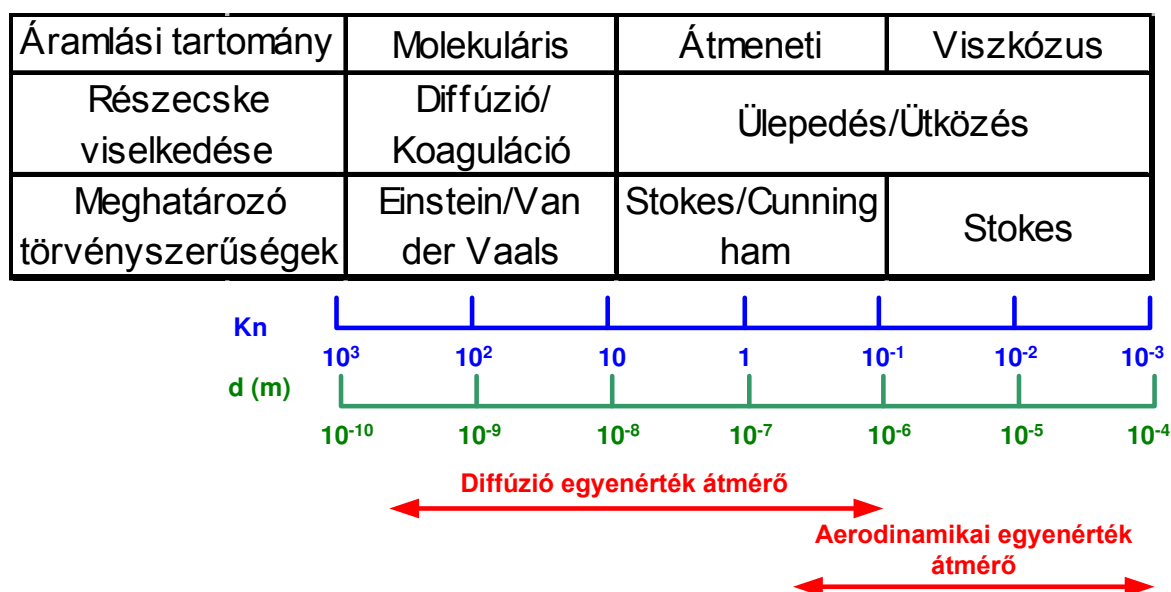 Áramlási tartomány
Molekuláris
Átmeneti
Viszkózus
Részecske
viselkedése
Diffúzió/
Koaguláció
Ülepedés/Ütközés
Meghatározó
törvényszerűségek
Einstein/Van
der Vaals
Stokes/Cunning
ham
Stokes
Kn
10³ 10² 10 1 10⁻¹ 10⁻² 10⁻³
d (m)
10⁻¹⁰ 10⁻⁹ 10⁻⁸ 10⁻⁷ 10⁻⁶ 10⁻⁵ 10⁻⁴
Diffúzió egyenérték átmérő
Aerodinamikai egyenérték
átmérő